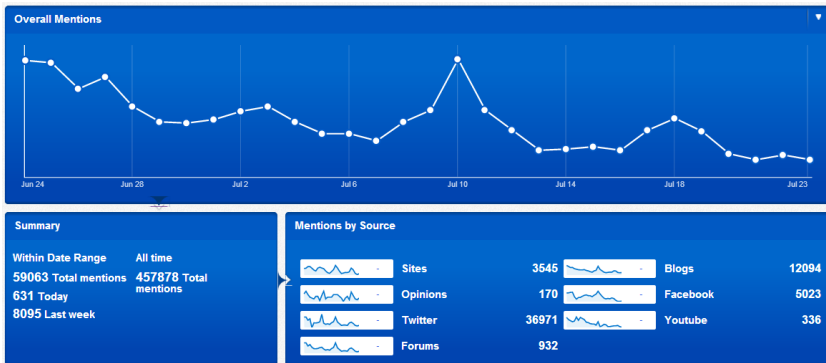 Overall Mentions
Jun 24 Jun 28 Jul 2 Jul 6 Jul 10 Jul 14 Jul 18 Jul 23
Summary
Within Date Range All time
59063 Total mentions 457878 Total mentions
631 Today
8095 Last week
Mentions by Source
- Sites 3545 - Blogs 12094
- Opinions 170 - Facebook 5023
- Twitter 36971 - Youtube 336
- Forums 932